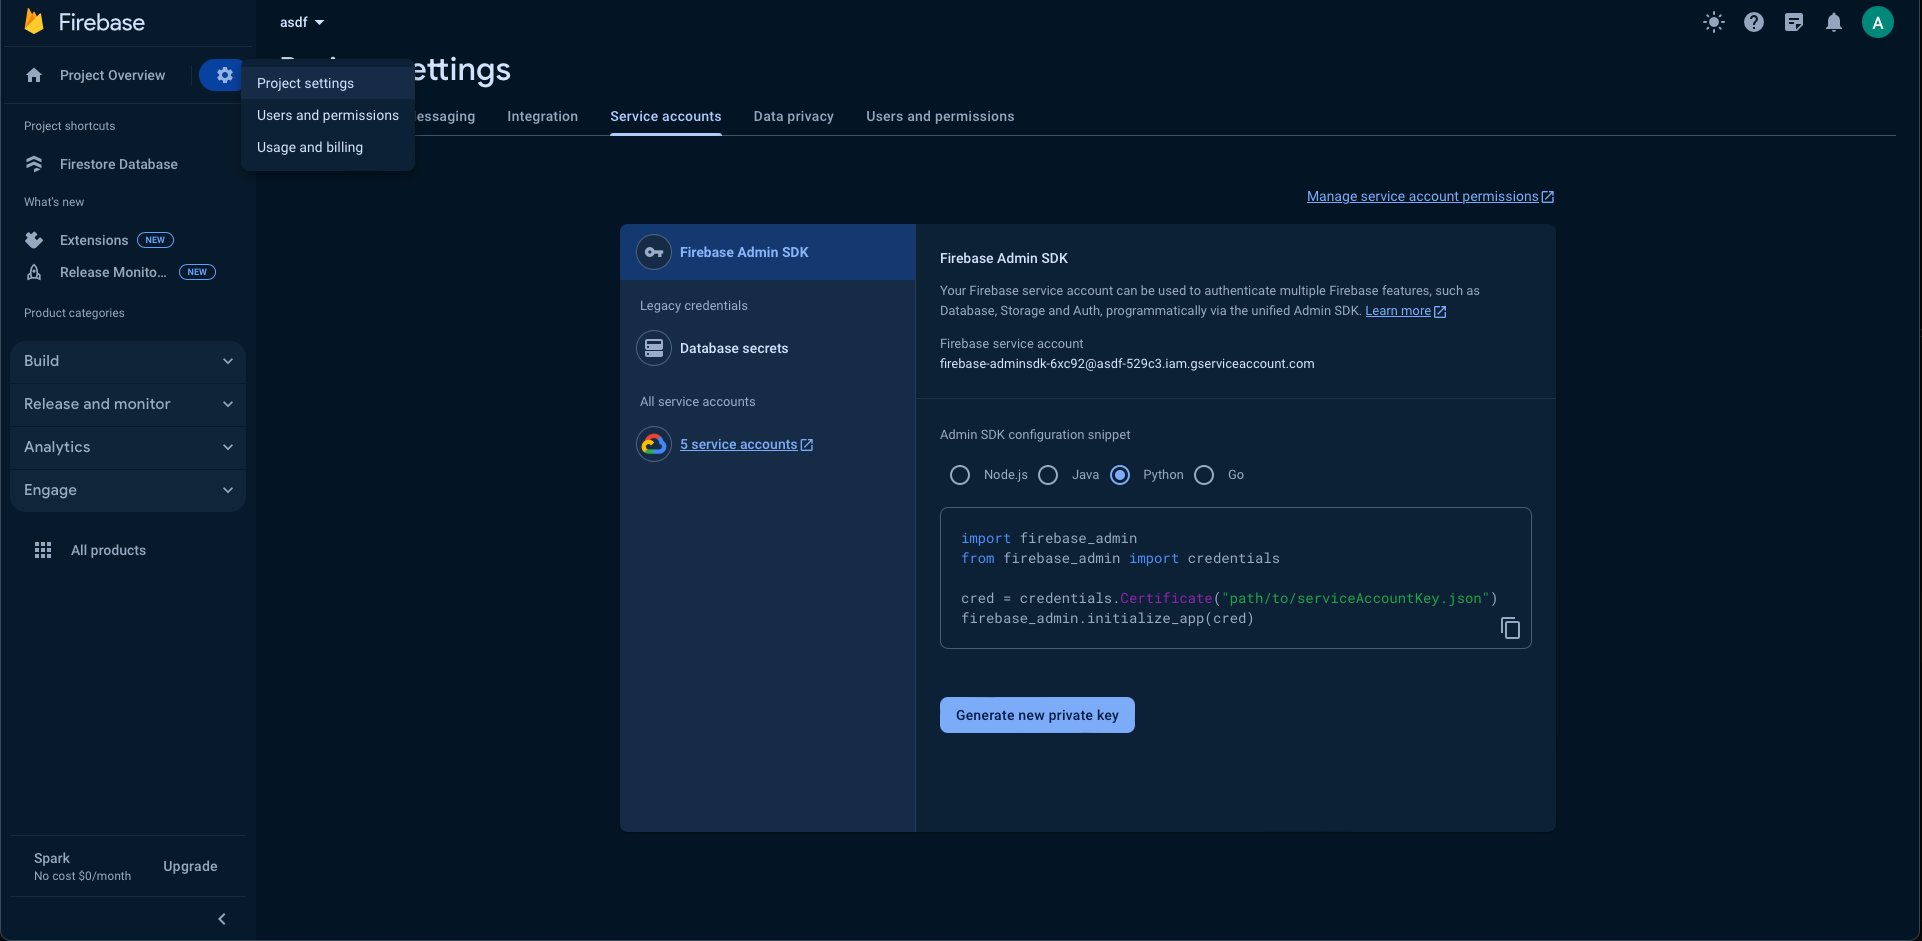 Firebase
Project Overview
Project shortcuts
Firestore Database
What's new
Extensions NEW
Release Monito... NEW
Product categories
Build
Release and monitor
Analytics
Engage
All products
Spark
No cost $0/month
Upgrade
asdf
A
ettings
Project settings
Users and permissions
Usage and billing
essaging
Integration
Service accounts
Data privacy
Users and permissions
Manage service account permissions
Firebase Admin SDK
Legacy credentials
Database secrets
All service accounts
5 service accounts
Firebase Admin SDK
Your Firebase service account can be used to authenticate multiple Firebase features, such as
Database, Storage and Auth, programmatically via the unified Admin SDK. Learn more
Firebase service account
firebase-adminsdk-6xc92@asdf-529c3.iam.gserviceaccount.com
Admin SDK configuration snippet
Node.js Java Python Go
import firebase_admin
from firebase_admin import credentials
cred = credentials.Certificate("path/to/serviceAccountKey.json")
firebase_admin.initialize_app(cred)
Generate new private key